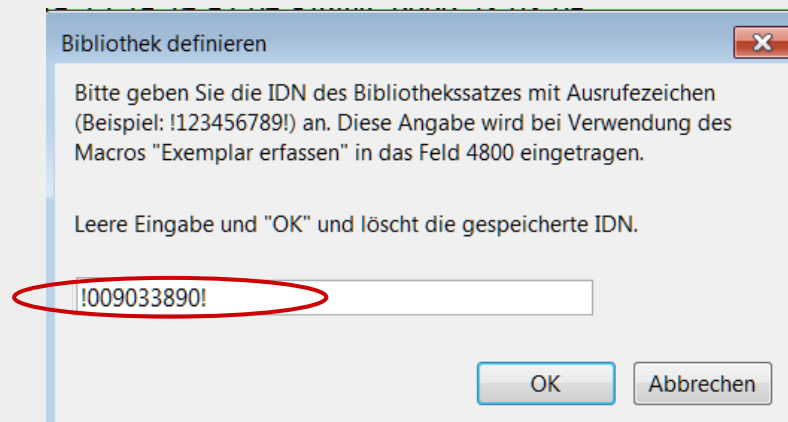 Bibliothek definieren
Bitte geben Sie die IDN des Bibliothekssatzes mit Ausrufezeichen
(Beispiel: !123456789!) an. Diese Angabe wird bei Verwendung des
Macros "Exemplar erfassen" in das Feld 4800 eingetragen.
Leere Eingabe und "OK" und löscht die gespeicherte IDN.
!009033890!
OK
Abbrechen